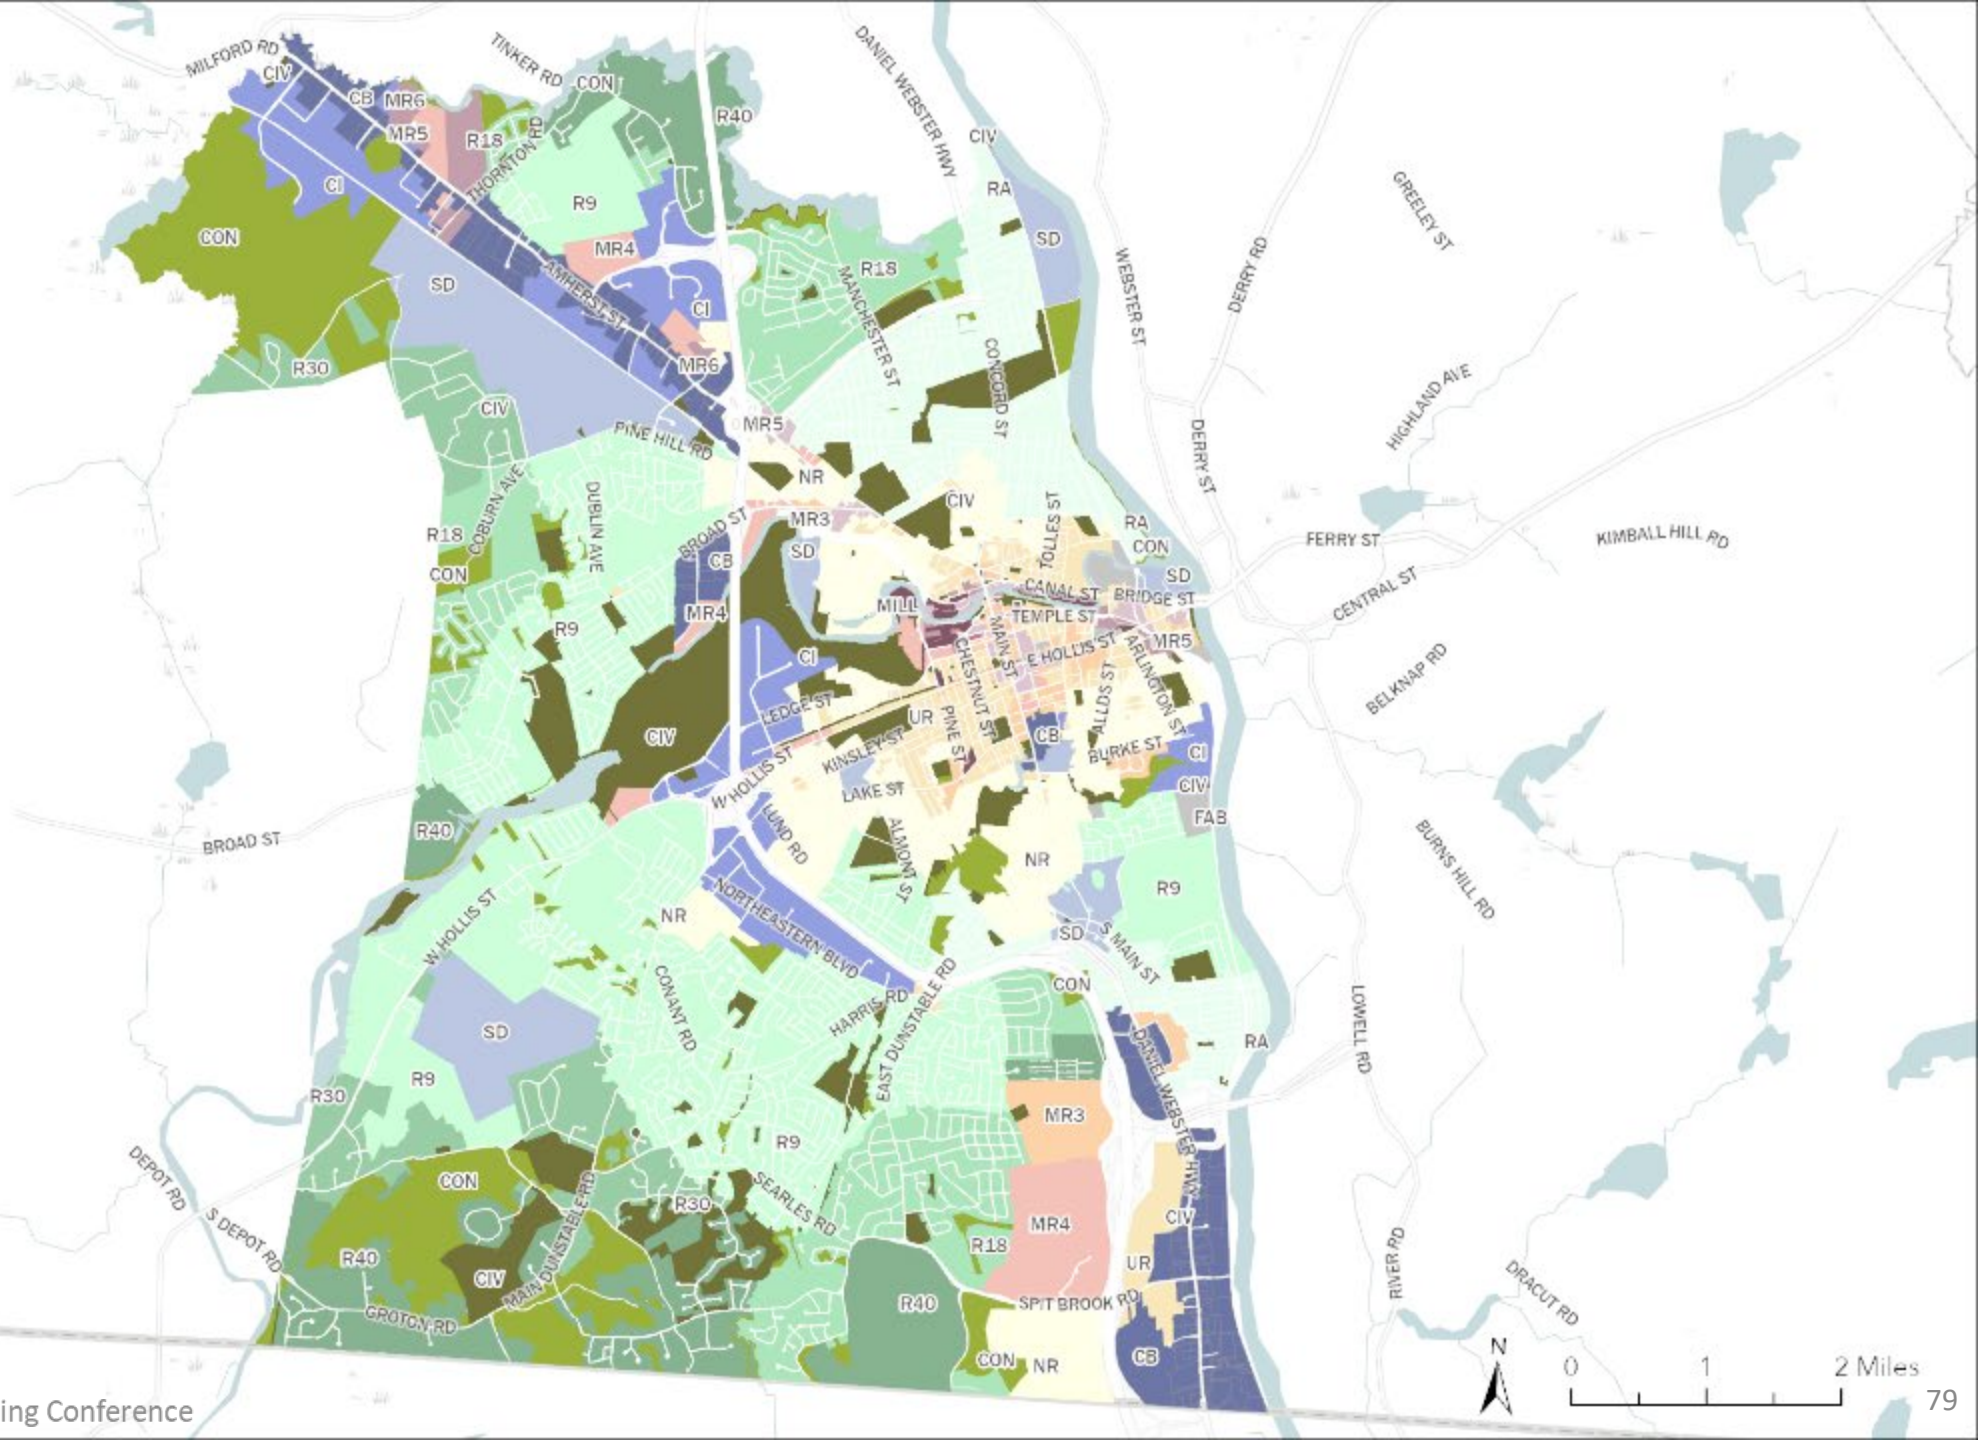 MILFORD RD
TINKER RD
DANIEL WEBSTER HWY
CIV
CON
CB
MR6
R40
MR5
R18
THORNTON RD
CIV
CI
RA
R9
GREELEY ST
CON
MR4
SD
R18
SD
AMHERST ST
MANCHESTER ST
WEBSTER ST
DERRY RD
CI
R30
MR6
CONCORD ST
HIGHLAND AVE
CIV
PINE HILL RD
MR5
DERRY ST
NR
COBURN AVE
DUBLIN AVE
CIV
TOLLES ST
R18
BROAD ST
MR3
RA
FERRY ST
KIMBALL HILL RD
CON
CB
SD
CON
SD
CANAL ST
BRIDGE ST
CENTRAL ST
MILL
MR4
TEMPLE ST
R9
MAIN ST
MR5
CI
CHESTNUT ST
E HOLLIS ST
ARLINGTON ST
BELKNAP RD
ALLDS ST
LEDGE ST
UR
PINE ST
CIV
CB
KINSLEY ST
BURKE ST
CI
W HOLLIS ST
LAKE ST
CIV
FAB
BROAD ST
R40
LUND RD
ALMONT ST
NR
BURNS HILL RD
R9
NORTHEASTERN BLVD
NR
W HOLLIS ST
SD
S MAIN ST
CON
CONANT RD
HARRIS RD
EAST DUNSTABLE RD
SD
LOWELL RD
RA
DANIEL WEBSTER HWY
R9
R30
MR3
R9
DEPOT RD
CON
SEARLES RD
R30
S DEPOT RD
MR4
CIV
R40
R18
CIV
MAIN DUNSTABLE RD
UR
RIVER RD
DRACUT RD
R40
SPIT BROOK RD
GROTON RD
CON
NR
CB
N
0 1 2 Miles
ing Conference
79